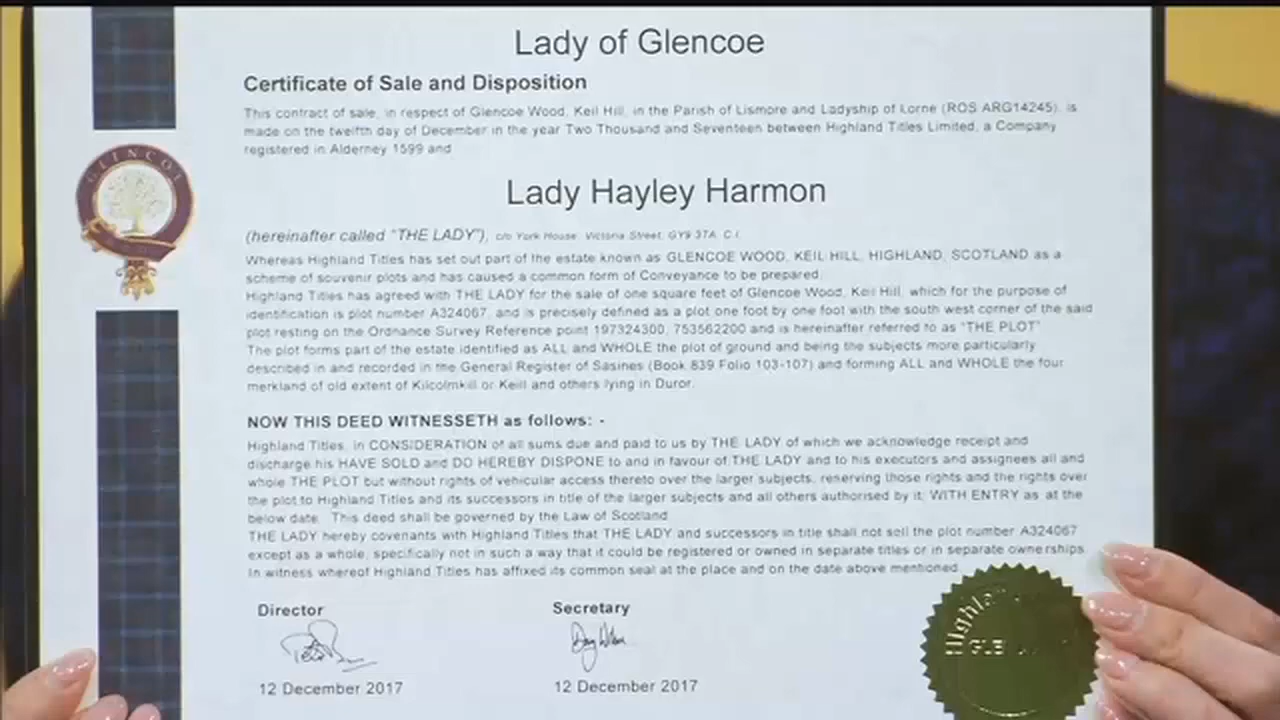 Lady of Glencoe
Certificate of Sale and Disposition
This contract of sale, in respect of Glencoe Wood, Keil Hill, in the Parish of Lismore and Ladyship of Lorne (ROS ARG14245), is
made on the twelfth day of December in the year Two Thousand and Seventeen between Highland Titles Limited, a Company
registered in Alderney 1599 and
GLENCOE
Lady Hayley Harmon
(hereinafter called "THE LADY"), c/o York House, Victoria Street, GY9 3TA, C.I.
Whereas Highland Titles has set out part of the estate known as GLENCOE WOOD, KEIL HILL, HIGHLAND, SCOTLAND as a
scheme of souvenir plots and has caused a common form of Conveyance to be prepared.
Highland Titles has agreed with THE LADY for the sale of one square feet of Glencoe Wood, Keil Hill, which for the purpose of
identification is plot number A324067, and is precisely defined as a plot one foot by one foot with the south west corner of the said
plot resting on the Ordnance Survey Reference point 197324300, 753562200 and is hereinafter referred to as "THE PLOT"
The plot forms part of the estate identified as ALL and WHOLE the plot of ground and being the subjects more particularly
described in and recorded in the General Register of Sasines (Book 839 Folio 103-107) and forming ALL and WHOLE the four
merkland of old extent of Kilcolmkill or Keill and others lying in Duror.
NOW THIS DEED WITNESSETH as follows: -
Highland Titles, in CONSIDERATION of all sums due and paid to us by THE LADY of which we acknowledge receipt and
discharge his HAVE SOLD and DO HEREBY DISPONE to and in favour of THE LADY and to his executors and assignees all and
whole THE PLOT but without rights of vehicular access thereto over the larger subjects, reserving those rights and the rights over
the plot to Highland Titles and its successors in title of the larger subjects and all others authorised by it; WITH ENTRY as at the
below date. This deed shall be governed by the Law of Scotland
THE LADY hereby covenants with Highland Titles that THE LADY and successors in title shall not sell the plot number A324067
except as a whole, specifically not in such a way that it could be registered or owned in separate titles or in separate ownerships.
In witness whereof Highland Titles has affixed its common seal at the place and on the date above mentioned.
Director
Secretary
12 December 2017
12 December 2017